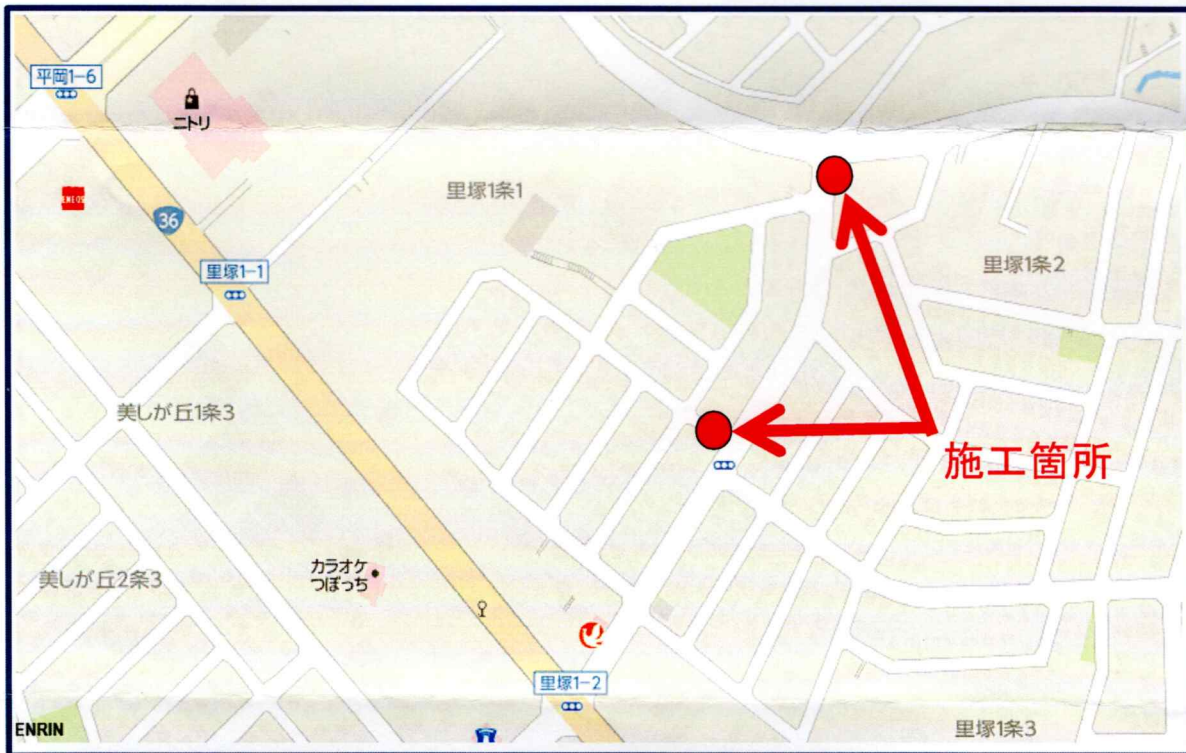 平岡1-6
ニトリ
ENEOS
36
里塚1条1
里塚1-1
里塚1条2
美しが丘1条3
施工箇所
美しが丘2条3
カラオケ
つぼっち
里塚1-2
里塚1条3
ENRIN